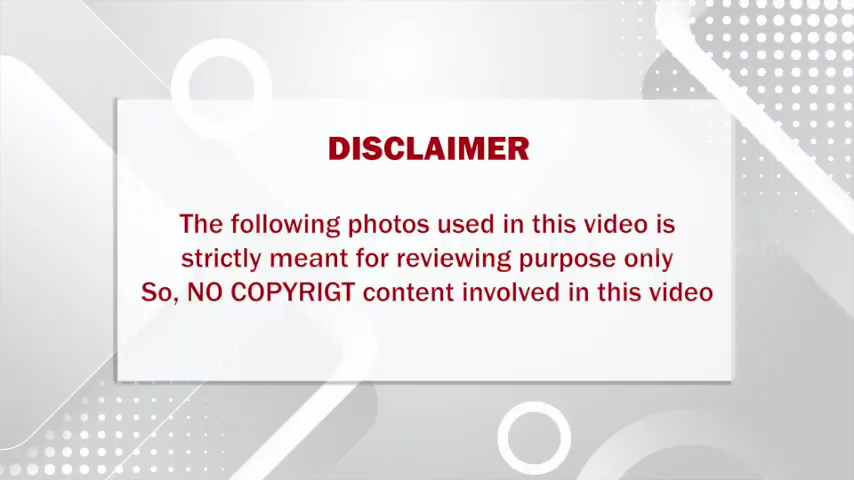 DISCLAIMER
The following photos used in this video is
strictly meant for reviewing purpose only
So, NO COPYRIGT content involved in this video